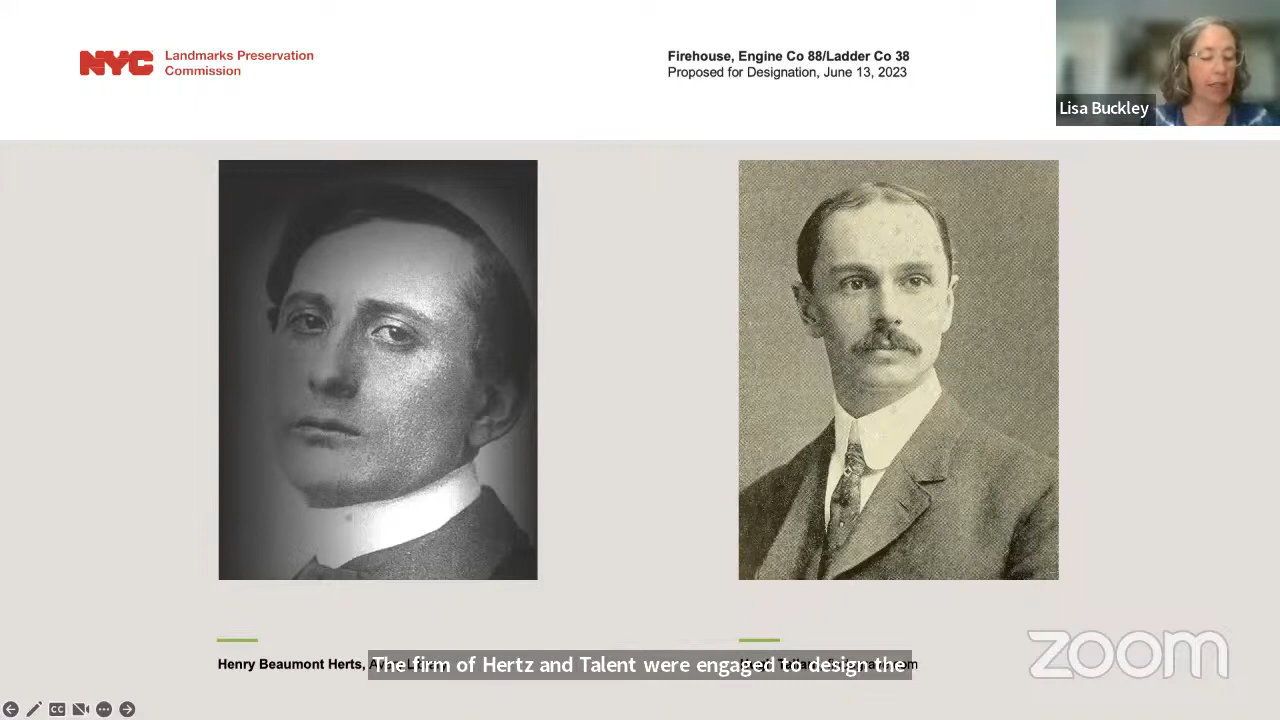 NYC Landmarks Preservation
Commission
Firehouse, Engine Co 88/Ladder Co 38
Proposed for Designation, June 13, 2023
Lisa Buckley
Henry Beaumont Herts,
The firm of Hertz and Talent were engaged to design the
zoom
CC